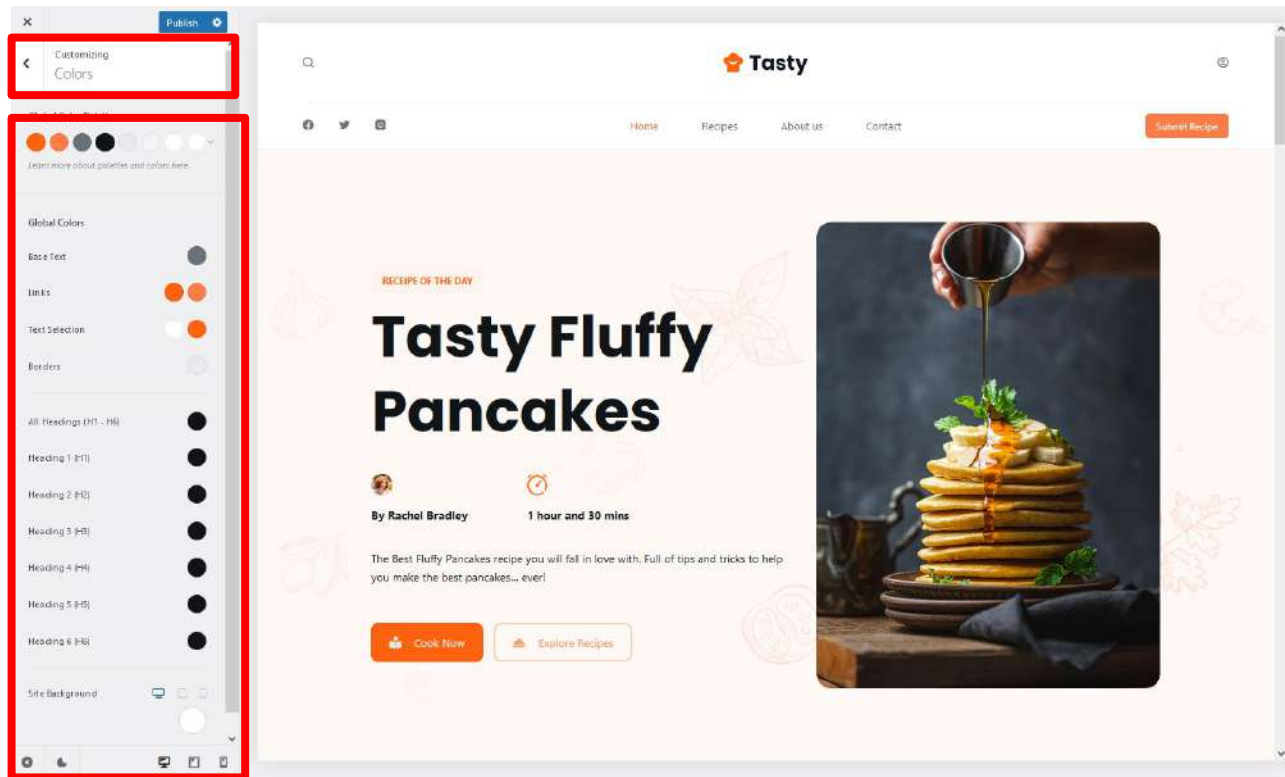 Publish
Customizing
Colors
Learn more about palettes and colors here.
Global Colors
Base Text
Links
Text Selection
Borders
All Headings (H1 - H6)
Heading 1 (H1)
Heading 2 (H2)
Heading 3 (H3)
Heading 4 (H4)
Heading 5 (H5)
Heading 6 (H6)
Site Background
Tasty
Home Recipes About us Contact
Submit Recipe
RECEIPE OF THE DAY
Tasty Fluffy
Pancakes
By Rachel Bradley
1 hour and 30 mins
The Best Fluffy Pancakes recipe you will fall in love with. Full of tips and tricks to help
you make the best pancakes... ever!
Cook Now
Explore Recipes